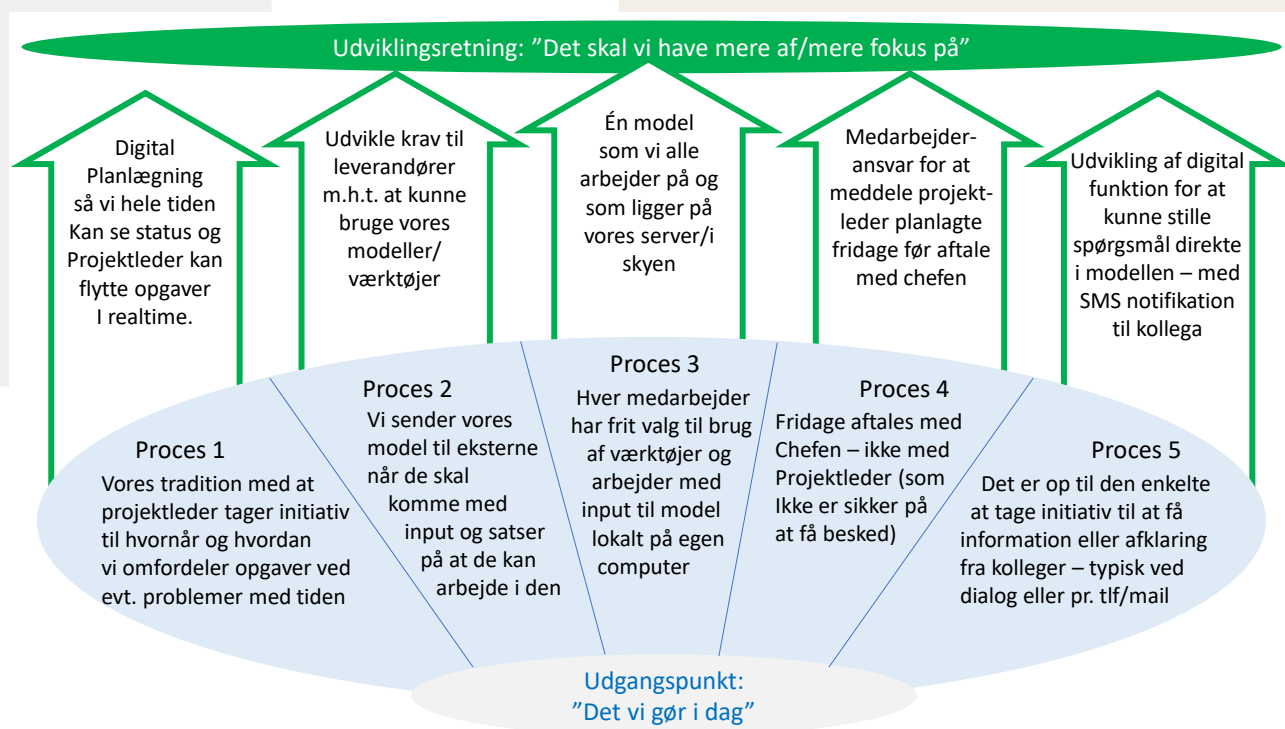 Udviklingsretning: ”Det skal vi have mere af/mere fokus på”
Digital
Planlægning
så vi hele tiden
Kan se status og
Projektleder kan
flytte opgaver
I realtime.
Udvikle krav til
leverandører
m.h.t. at kunne
bruge vores
modeller/
værktøjer
Én model
som vi alle
arbejder på og
som ligger på
vores server/i
skyen
Medarbejder-
ansvar for at
meddele projekt-
leder planlagte
fridage før aftale
med chefen
Udvikling af digital
funktion for at
kunne stille
spørgsmål direkte
i modellen – med
SMS notifikation
til kollega
Proces 1
Vores tradition med at
projektleder tager initiativ
til hvornår og hvordan
vi omfordeler opgaver ved
evt. problemer med tiden
Proces 2
Vi sender vores
model til eksterne
når de skal
komme med
input og satser
på at de kan
arbejde i den
Proces 3
Hver medarbejder
har frit valg til brug
af værktøjer og
arbejder med
input til model
lokalt på egen
computer
Proces 4
Fridage aftales med
Chefen – ikke med
Projektleder (som
Ikke er sikker på
at få besked)
Proces 5
Det er op til den enkelte
at tage initiativ til at få
information eller afklaring
fra kolleger – typisk ved
dialog eller pr. tlf/mail
Udgangspunkt:
”Det vi gør i dag”